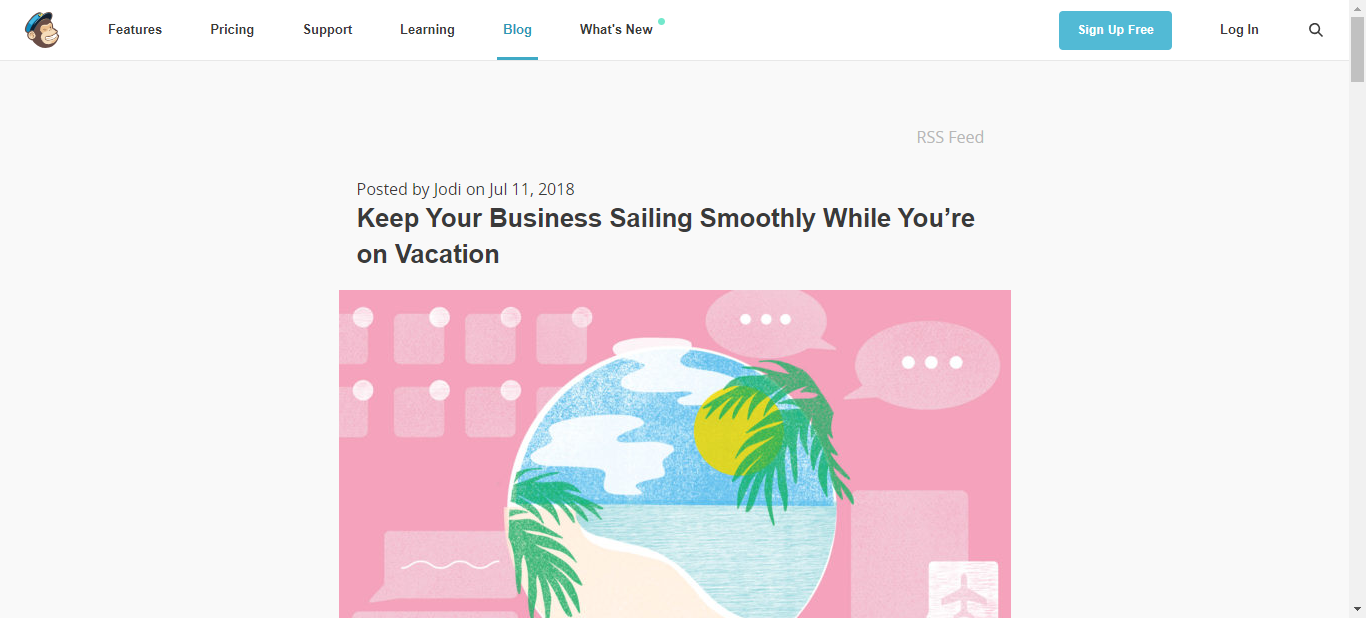 Features Pricing Support Learning Blog What's New Sign Up Free Log In
RSS Feed
Posted by Jodi on Jul 11, 2018
Keep Your Business Sailing Smoothly While You’re
on Vacation